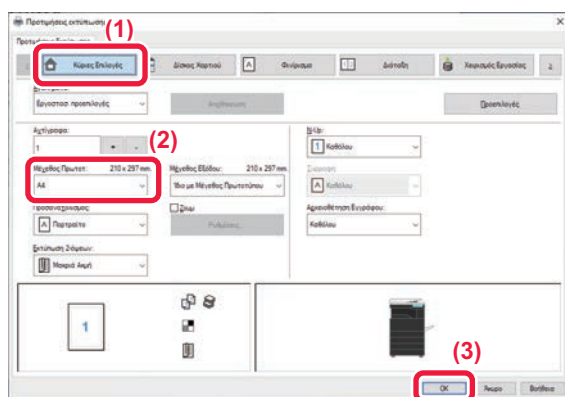 Προτιμήσεις εκτύπωσης
(1)
Κύριες Επιλογές
Δίσκος Χαρτιού
Φινίρισμα
Διάταξη
Χειρισμός Εργασίας
Εργοστασ προεπιλογές
Προεπιλογές
Αντίγραφα:
1
+ -
(2)
N-Up:
1 Καθόλου
Μέγεθος Πρωτοτ.: 210 x 297 mm.
A4
Μέγεθος Εξόδου: 210 x 297 mm.
Ίδιο με Μέγεθος Πρωτοτύπου
A Καθόλου
Προσανατολισμός:
A Πορτραίτο
Ζουμ
Ρυθμίσεις
Αρχειοθέτηση Εγγράφου:
Καθόλου
Εκτύπωση 2 όψεων:
Μακριά Ακμή
1
(3)
OK
Άκυρο
Βοήθεια